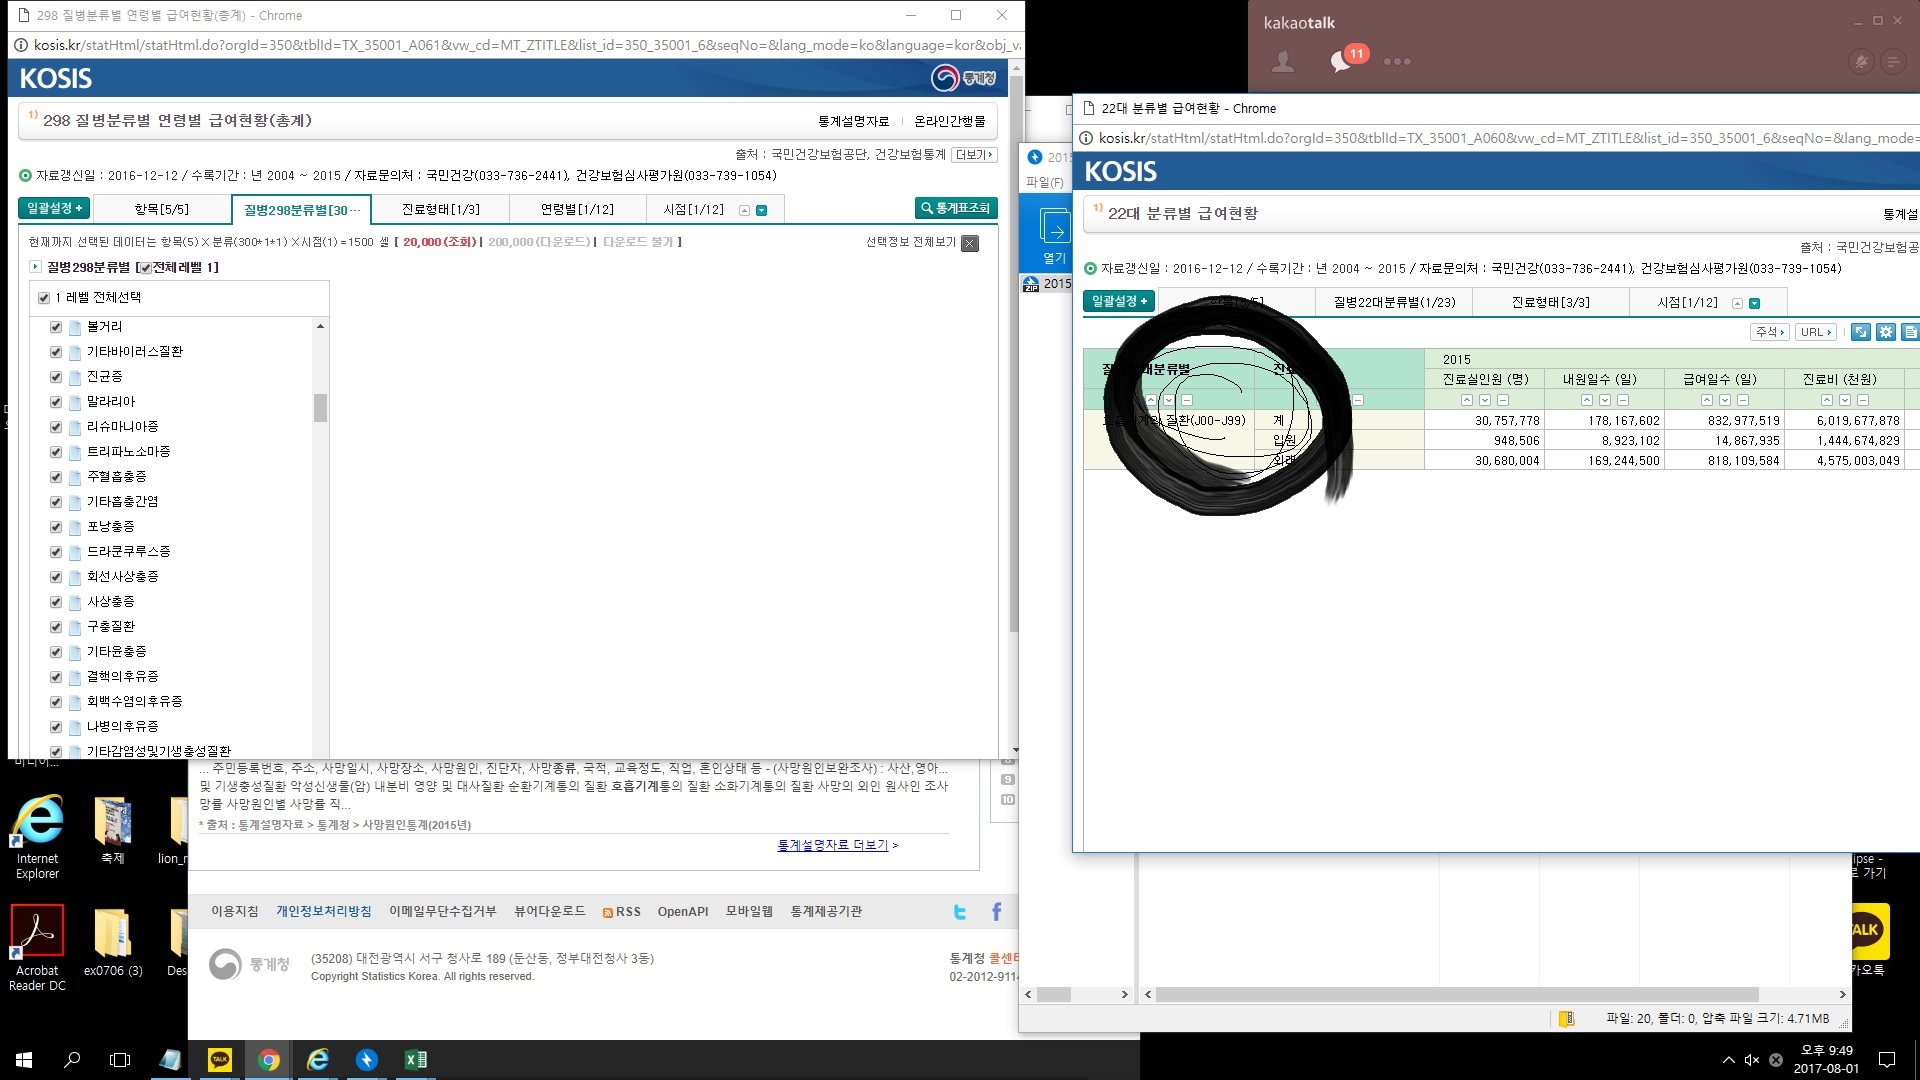 298 질병분류별 연령별 급여현황(총계) - Chrome
kosis.kr/statHtml/statHtml.do?orgId=350&tblId=TX_35001_A061&vw_cd=MT_ZTITLE&list_id=350_35001_6&seqNo=&lang_mode=ko&language=kor&obj_v
KOSIS
통계청
1) 298 질병분류별 연령별 급여현황(총계)
통계설명자료 | 온라인간행물
출처 : 국민건강보험공단, 건강보험통계 더보기
자료갱신일 : 2016-12-12 / 수록기간 : 년 2004 ~ 2015 / 자료문의처 : 국민건강(033-736-2441), 건강보험심사평가원(033-739-1054)
일괄설정 +
항목[5/5]
질병298분류별[30···
진료형태[1/3]
연령별[1/12]
시점[1/12]
통계표조회
현재까지 선택된 데이터는 항목(5)×분류(300*1*1)×시점(1)=1500 셀 [ 20,000(조회)| 200,000(다운로드)| 다운로드 불가 ]
선택정보 전체보기
질병298분류별 [전체레벨 1]
1 레벨 전체선택
볼거리
기타바이러스질환
진균증
말라리아
리슈마니아증
트리파노소마증
주혈흡충증
기타흡충간염
포낭충증
드라쿤쿠루스증
회선사상충증
사상충증
구충질환
기타윤충증
결핵의후유증
회백수염의후유증
나병의후유증
기타감염성및기생충성질환
... 주민등록번호, 주소, 사망일시, 사망장소, 사망원인, 진단자, 사망종류, 국적, 교육정도, 직업, 혼인상태 등 - (사망원인보완조사) : 사산,영아...
및 기생충성질환 악성신생물(암) 내분비 영양 및 대사질환 순환기계통의 질환 호흡기계통의 질환 소화기계통의 질환 사망의 외인 원사인 조사
망률 사망원인별 사망률 직...
* 출처 : 통계설명자료 > 통계청 > 사망원인통계(2015년)
통계설명자료 더보기 >
9
10
이용지침
개인정보처리방침
이메일무단수집거부
뷰어다운로드
RSS
OpenAPI
모바일웹
통계제공기관
통계청
(35208) 대전광역시 서구 청사로 189 (둔산동, 정부대전청사 3동)
Copyright Statistics Korea. All rights reserved.
통계청 콜센터
02-2012-911
kakaotalk
11
2015
파일(F)
열기
ZIP
2015
22대 분류별 급여현황 - Chrome
kosis.kr/statHtml/statHtml.do?orgId=350&tblId=TX_35001_A060&vw_cd=MT_ZTITLE&list_id=350_35001_6&seqNo=&lang_mode=
KOSIS
1) 22대 분류별 급여현황
통계설
출처 : 국민건강보험공
자료갱신일 : 2016-12-12 / 수록기간 : 년 2004 ~ 2015 / 자료문의처 : 국민건강(033-736-2441), 건강보험심사평가원(033-739-1054)
일괄설정 +
질병22대분류별(1/23)
진료형태[3/3]
시점[1/12]
주석
URL
2015
진료실인원 (명)
내원일수 (일)
급여일수 (일)
진료비 (천원)
질환(J00-J99)
계
30,757,778
178,167,602
832,977,519
6,019,677,878
입원
948,506
8,923,102
14,867,935
1,444,674,829
외래
30,680,004
169,244,500
818,109,584
4,575,003,049
파일: 20, 폴더: 0, 압축 파일 크기: 4.71MB
Internet
Explorer
축제
lion_
Acrobat
Reader DC
ex0706 (3)
Des
ipse -
로 가기
TALK
카오톡
TALK
오후 9:49
2017-08-01